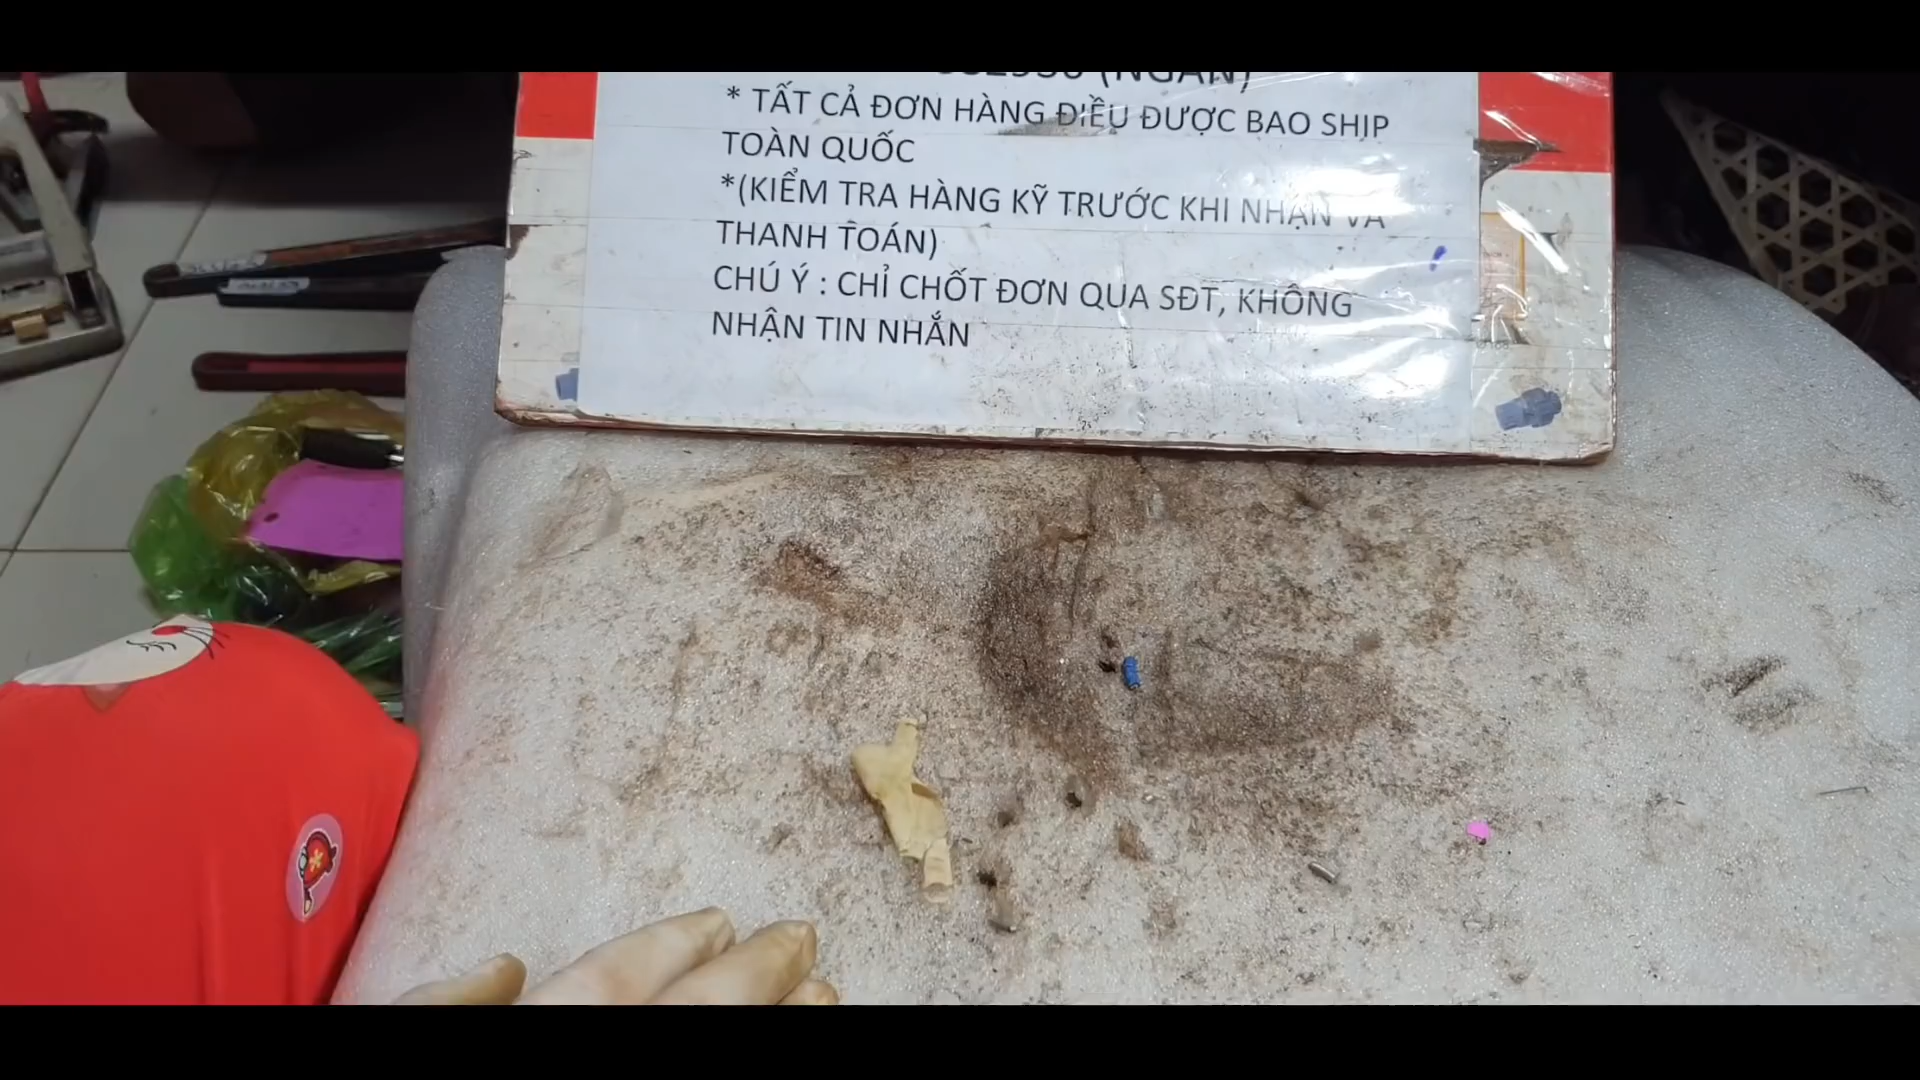 (NGÂN)
* TẤT CẢ ĐƠN HÀNG ĐIỀU ĐƯỢC BAO SHIP
TOÀN QUỐC
*(KIỂM TRA HÀNG KỸ TRƯỚC KHI NHẬN VÀ
THANH TOÁN)
CHÚ Ý : CHỈ CHỐT ĐƠN QUA SĐT, KHÔNG
NHẬN TIN NHẮN